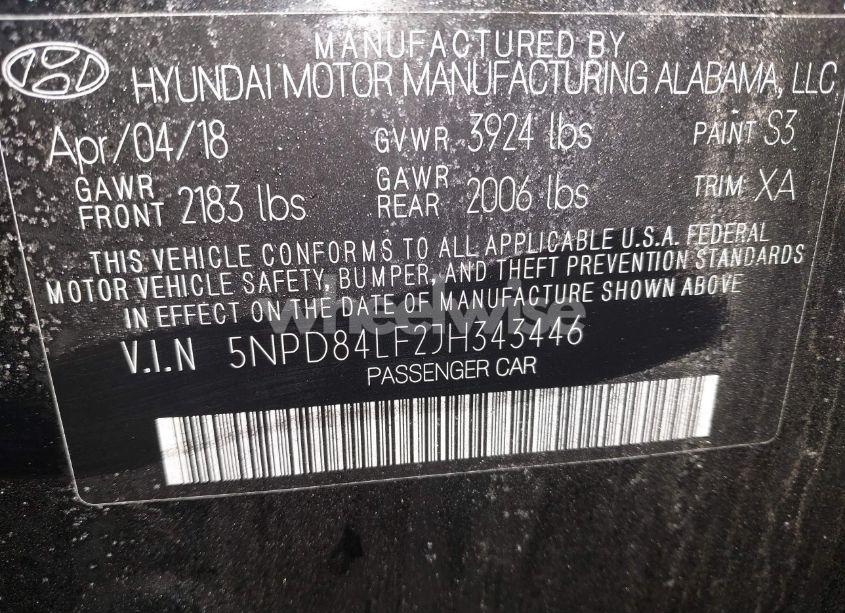 MANUFACTURED BY
HYUNDAI MOTOR MANUFACTURING ALABAMA, LLC
Apr/04/18 GVWR 3924 lbs PAINT S3
GAWR FRONT 2183 lbs GAWR REAR 2006 lbs TRIM XA
THIS VEHICLE CONFORMS TO ALL APPLICABLE U.S.A. FEDERAL
MOTOR VEHICLE SAFETY, BUMPER, AND THEFT PREVENTION STANDARDS
IN EFFECT ON THE DATE OF MANUFACTURE SHOWN ABOVE
wheelwise
V.I.N 5NPD84LF2JH343446
PASSENGER CAR